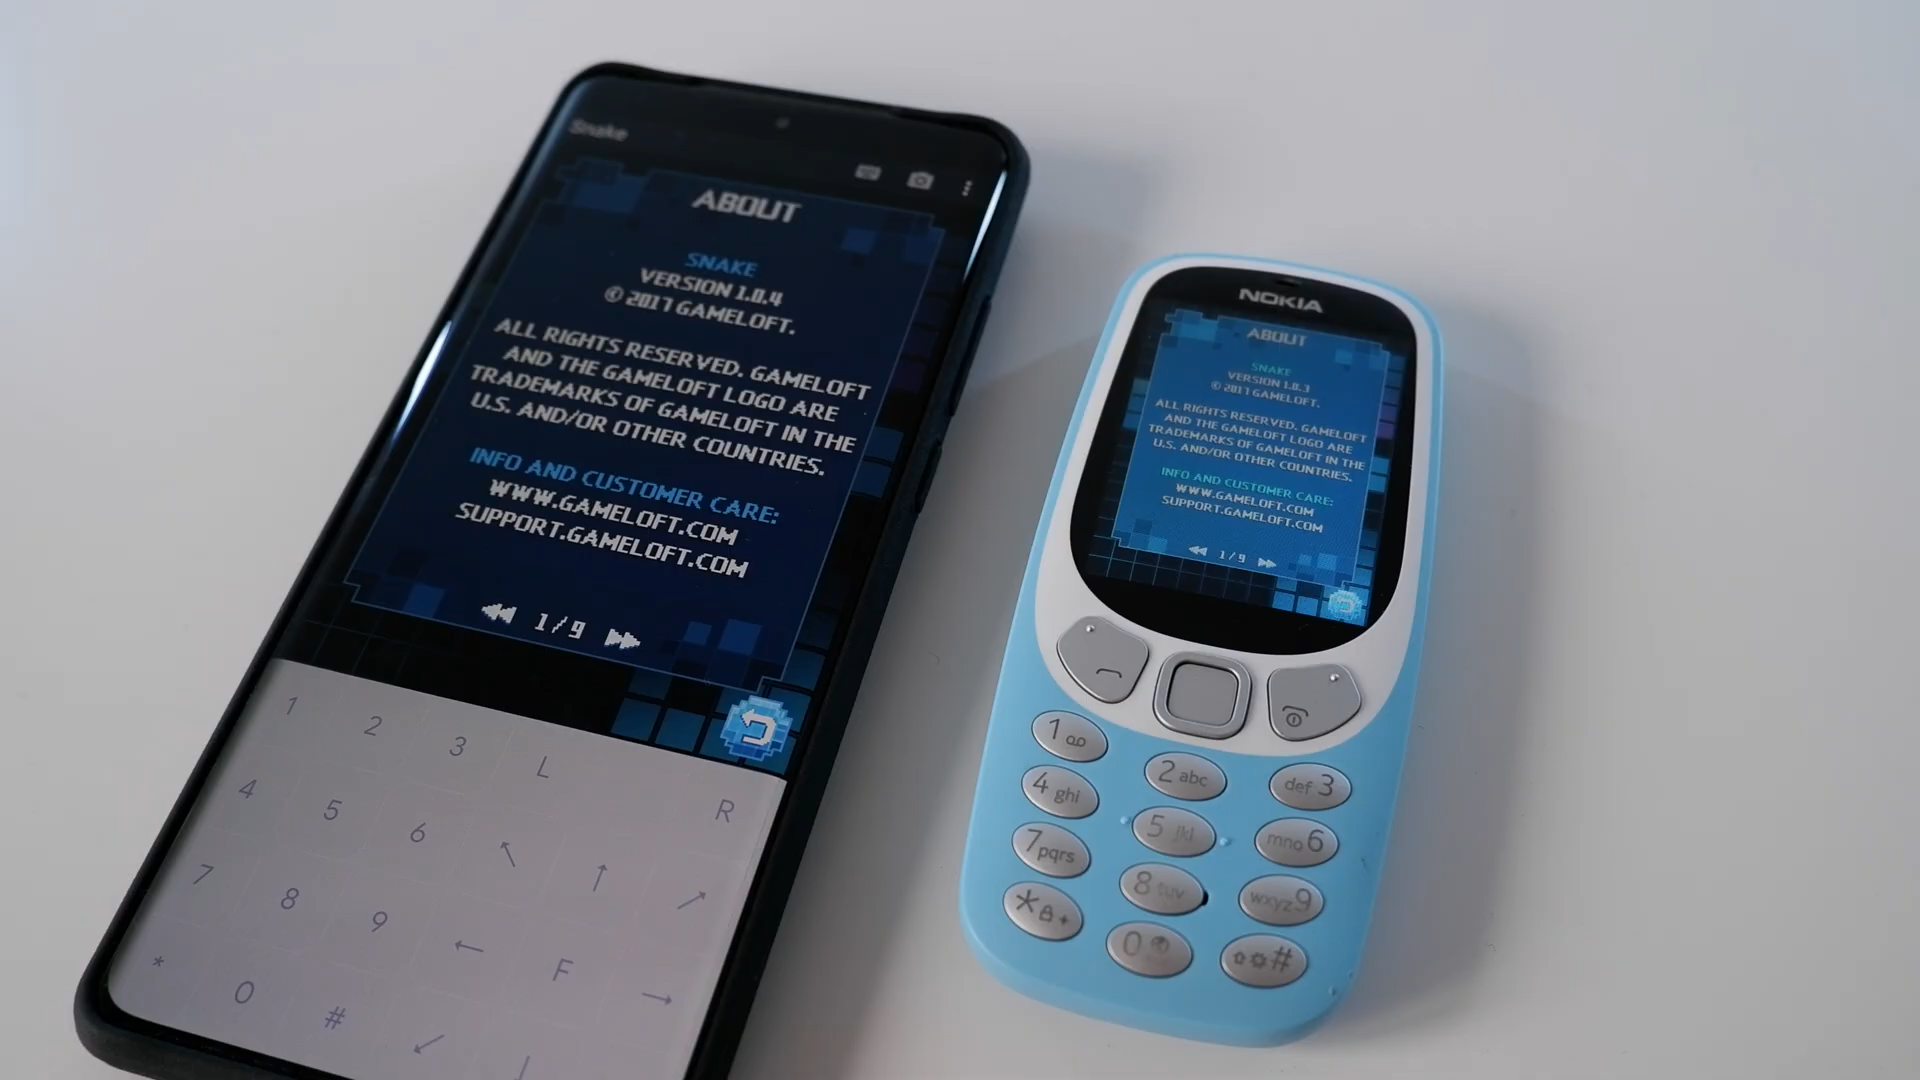 Snake
ABOUT
SNAKE
VERSION 1.0.4
© 2017 GAMELOFT.
ALL RIGHTS RESERVED. GAMELOFT
AND THE GAMELOFT LOGO ARE
TRADEMARKS OF GAMELOFT IN THE
U.S. AND/OR OTHER COUNTRIES.
INFO AND CUSTOMER CARE:
WWW.GAMELOFT.COM
SUPPORT.GAMELOFT.COM
1/9
1 2 3 L R
4 5 6 ↖ ↑ ↗
7 8 9 ← F →
* 0 # ↙
NOKIA
ABOUT
SNAKE
VERSION 1.0.3
© 2017 GAMELOFT.
ALL RIGHTS RESERVED. GAMELOFT
AND THE GAMELOFT LOGO ARE
TRADEMARKS OF GAMELOFT IN THE
U.S. AND/OR OTHER COUNTRIES.
INFO AND CUSTOMER CARE:
WWW.GAMELOFT.COM
SUPPORT.GAMELOFT.COM
1/9
1 2 abc def 3
4 ghi 5 jkl mno 6
7 pqrs 8 tuv wxyz 9
* + 0 #